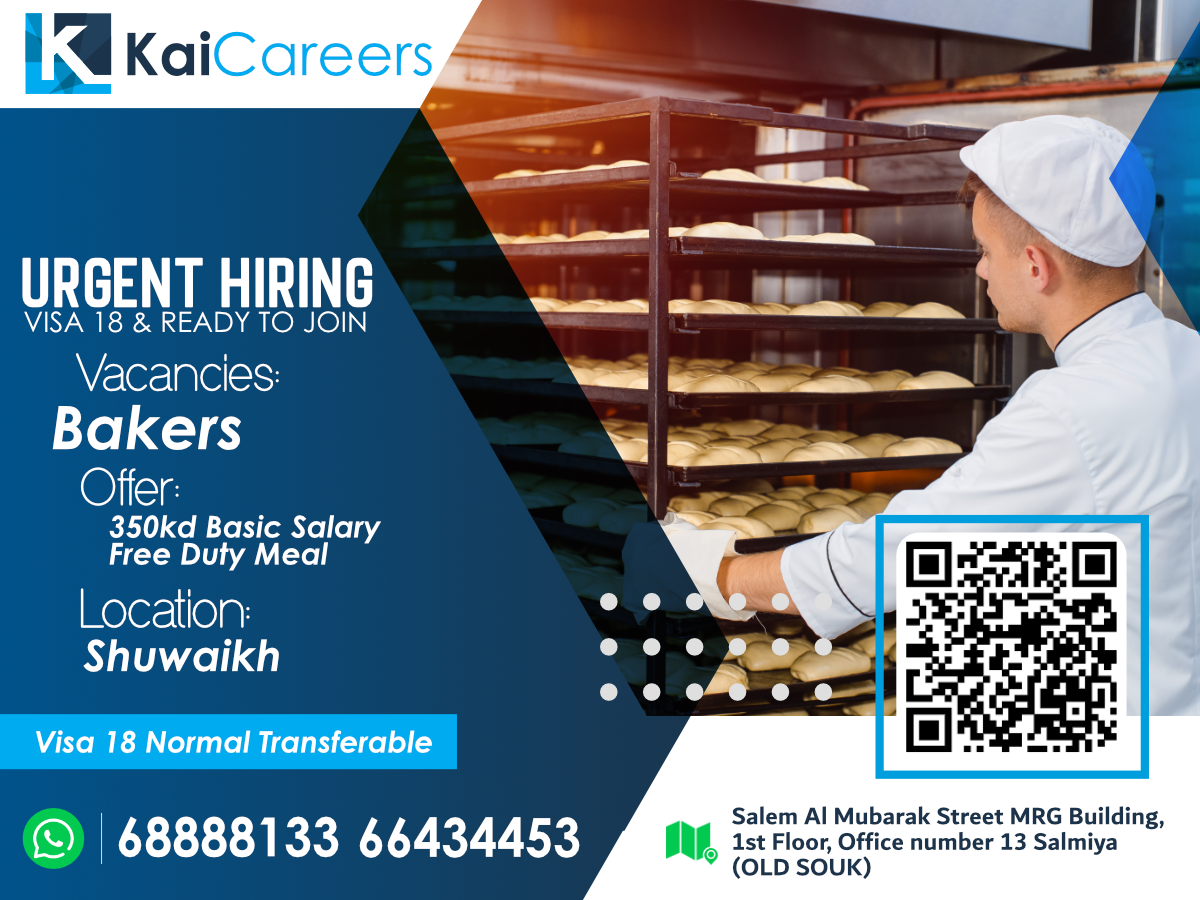 KaiCareers
URGENT HIRING
VISA 18 & READY TO JOIN
Vacancies:
Bakers
Offer:
350kd Basic Salary
Free Duty Meal
Location:
Shuwaikh
Visa 18 Normal Transferable
68888133 66434453
Salem Al Mubarak Street MRG Building,
1st Floor, Office number 13 Salmiya
(OLD SOUK)